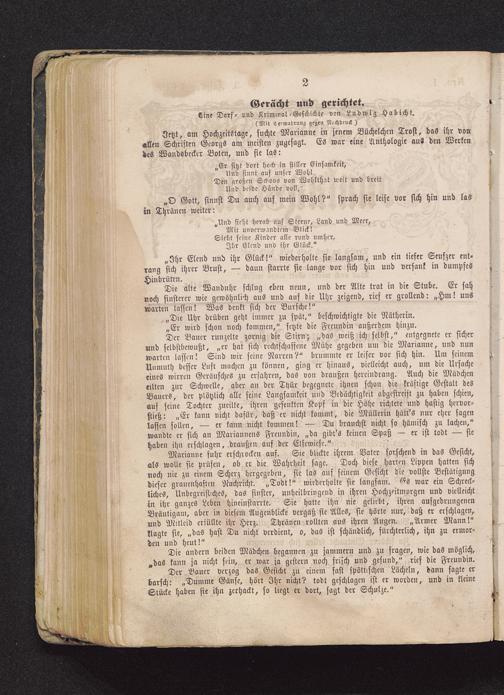 2
Gerächt und gerichtet.
Eine Dorf- und Kriminal-Geschichte von Ludwig Habicht.
(Mit Verwahrung gegen Nachdruck)
Jetzt, am Hochzeitstage, suchte Marianne in jenem Büchelchen Trost, das ihr von
allen Schriften Georgs am meisten zugesagt. Es war eine Anthologie aus den Werken
des Wandsbecker Boten, und sie las:
„Er sitzt dort hoch in stiller Einsamkeit,
Und sinnt auf unser Wohl
Den großen Schoos von Wohlthat weit und breit
Und beide Hände voll.“
„O Gott, sinnst Du auch auf mein Wohl?“ sprach sie leise vor sich hin und las
in Thränen weiter:
„Und sieht herab auf Sterne, Land und Meer,
Mit unverwandtem Blick!
Sieht seine Kinder alle rund umher,
Ihr Elend und ihr Glück.“
„Ihr Elend und ihr Glück!“ wiederholte sie langsam, und ein tiefer Seufzer ent-
rang sich ihrer Brust, — dann starrte sie lange vor sich hin und versank in dumpfes
Hinbrüten.
Die alte Wanduhr schlug eben neun, und der Alte trat in die Stube. Er sah
noch finsterer wie gewöhnlich aus und auf die Uhr zeigend, rief er grollend: „Hm! uns
warten lassen! Was denkt sich der Bursche!“
„Die Uhr drüben geht immer zu spät,“ beschwichtigte die Nätherin.
„Er wird schon noch kommen,“ setzte die Freundin außerdem hinzu.
Der Bauer runzelte zornig die Stirn; „das weiß ich selbst,“ entgegnete er sicher
und selbstbewußt, „er hat sich rechtschaffene Mühe gegeben um die Marianne, und nun
warten lassen! Sind wir seine Narren?“ brummte er leiser vor sich hin. Um seinem
Unmuth besser Luft machen zu können, ging er hinaus, vielleicht auch, um die Ursache
eines wirren Geräusches zu erfahren, das von draußen hereindrang. Auch die Mädchen
eilten zur Schwelle, aber an der Thür begegnete ihnen schon die kräftige Gestalt des
Bauers, der plötzlich alle seine Langsamkeit und Bedächtigkeit abgestreift zu haben schien,
auf seine Tochter zueilte, ihren gesenkten Kopf in die Höhe richtete und hastig hervor-
stieß: „Er kann nicht dafür, daß er nicht kommt, die Müllerin hätt's nur eher sagen
lassen sollen, — er kann nicht kommen! — Du brauchst nicht so hämisch zu lachen,“
wandte er sich an Mariannens Freundin, „da gibt's keinen Spaß — er ist todt — sie
haben ihn erschlagen, draußen auf der Elsewiese.“
Marianne fuhr erschrocken auf. Sie blickte ihrem Vater forschend in das Gesicht,
als wolle sie prüfen, ob er die Wahrheit sage. Doch diese harten Lippen hatten sich
noch nie zu einem Scherz hergegeben, sie las auf seinem Gesicht die vollste Bestätigung
dieser grauenhaften Nachricht. „Todt!“ wiederholte sie langsam. Es war ein Schreck-
liches, Unbegreifliches, das finster, unheilbringend in ihren Hochzeitmorgen und vielleicht
in ihr ganzes Leben hineinstarrte. Sie hatte ihn nie geliebt, ihren aufgedrungenen
Bräutigam, aber in diesem Augenblicke vergaß sie Alles, sie hörte nur, daß er erschlagen,
und Mitleid erfüllte ihr Herz. Thränen rollten aus ihren Augen. „Armer Mann!“
klagte sie, „das hast Du nicht verdient, o, das ist schändlich, fürchterlich, ihn zu ermor-
den und heut!“
Die andern beiden Mädchen begannen zu jammern und zu fragen, wie das möglich,
„das kann ja nicht sein, er war ja gestern noch frisch und gesund,“ rief die Freundin.
Der Bauer verzog das Gesicht zu einem fast spöttischen Lächeln, dann sagte er
barsch: „Dumme Gänse, hört Ihr nicht? todt geschlagen ist er worden, und in kleine
Stücke haben sie ihn zerhackt, so liegt er dort, sagt der Schulze.“